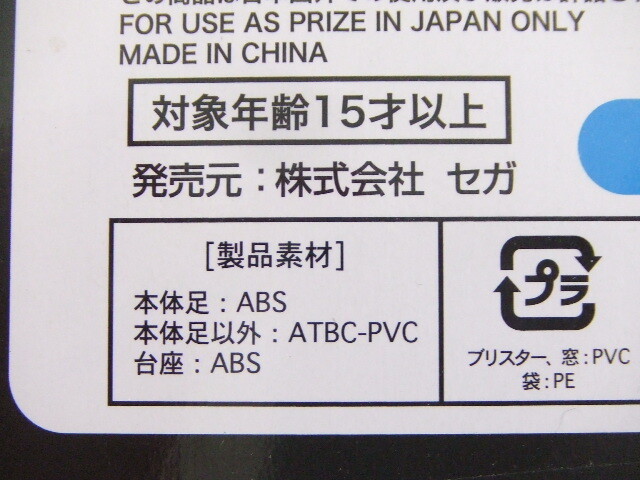 FOR USE AS PRIZE IN JAPAN ONLY
MADE IN CHINA
対象年齢15才以上
発売元：株式会社 セガ
[製品素材]
本体足：ABS
本体足以外：ATBC-PVC
台座：ABS
プラ
ブリスター、窓：PVC
袋：PE